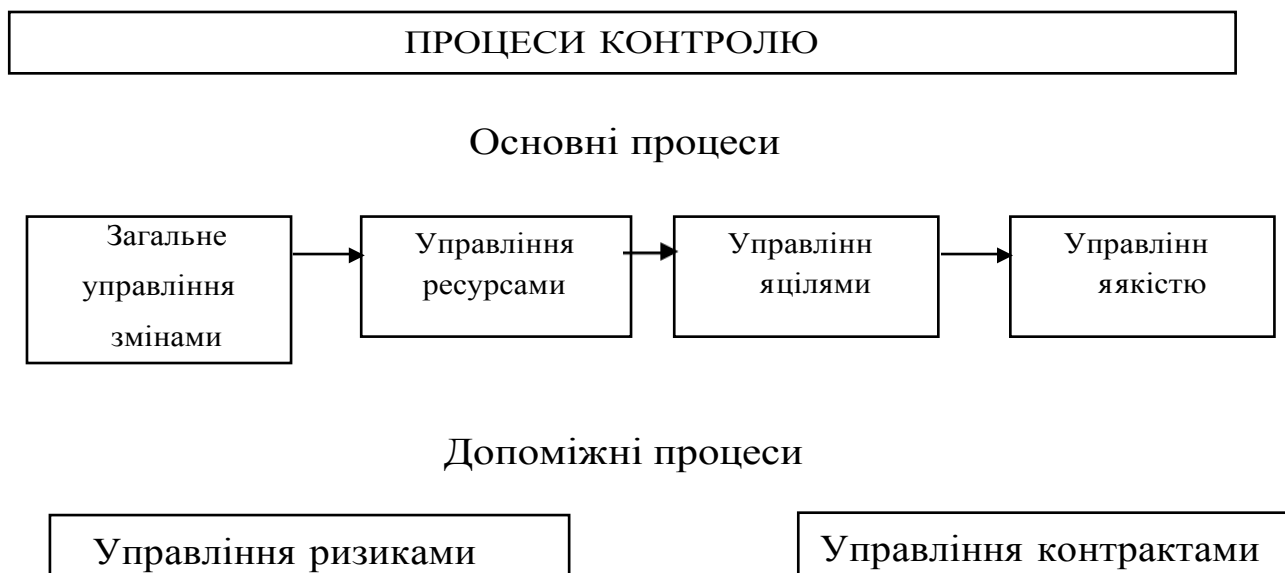 ПРОЦЕСИ КОНТРОЛЮ
Основні процеси
Загальне
управління
змінами
Управління
ресурсами
Управлінн
яцілями
Управлінн
яякістю
Допоміжні процеси
Управління ризиками
Управління контрактами